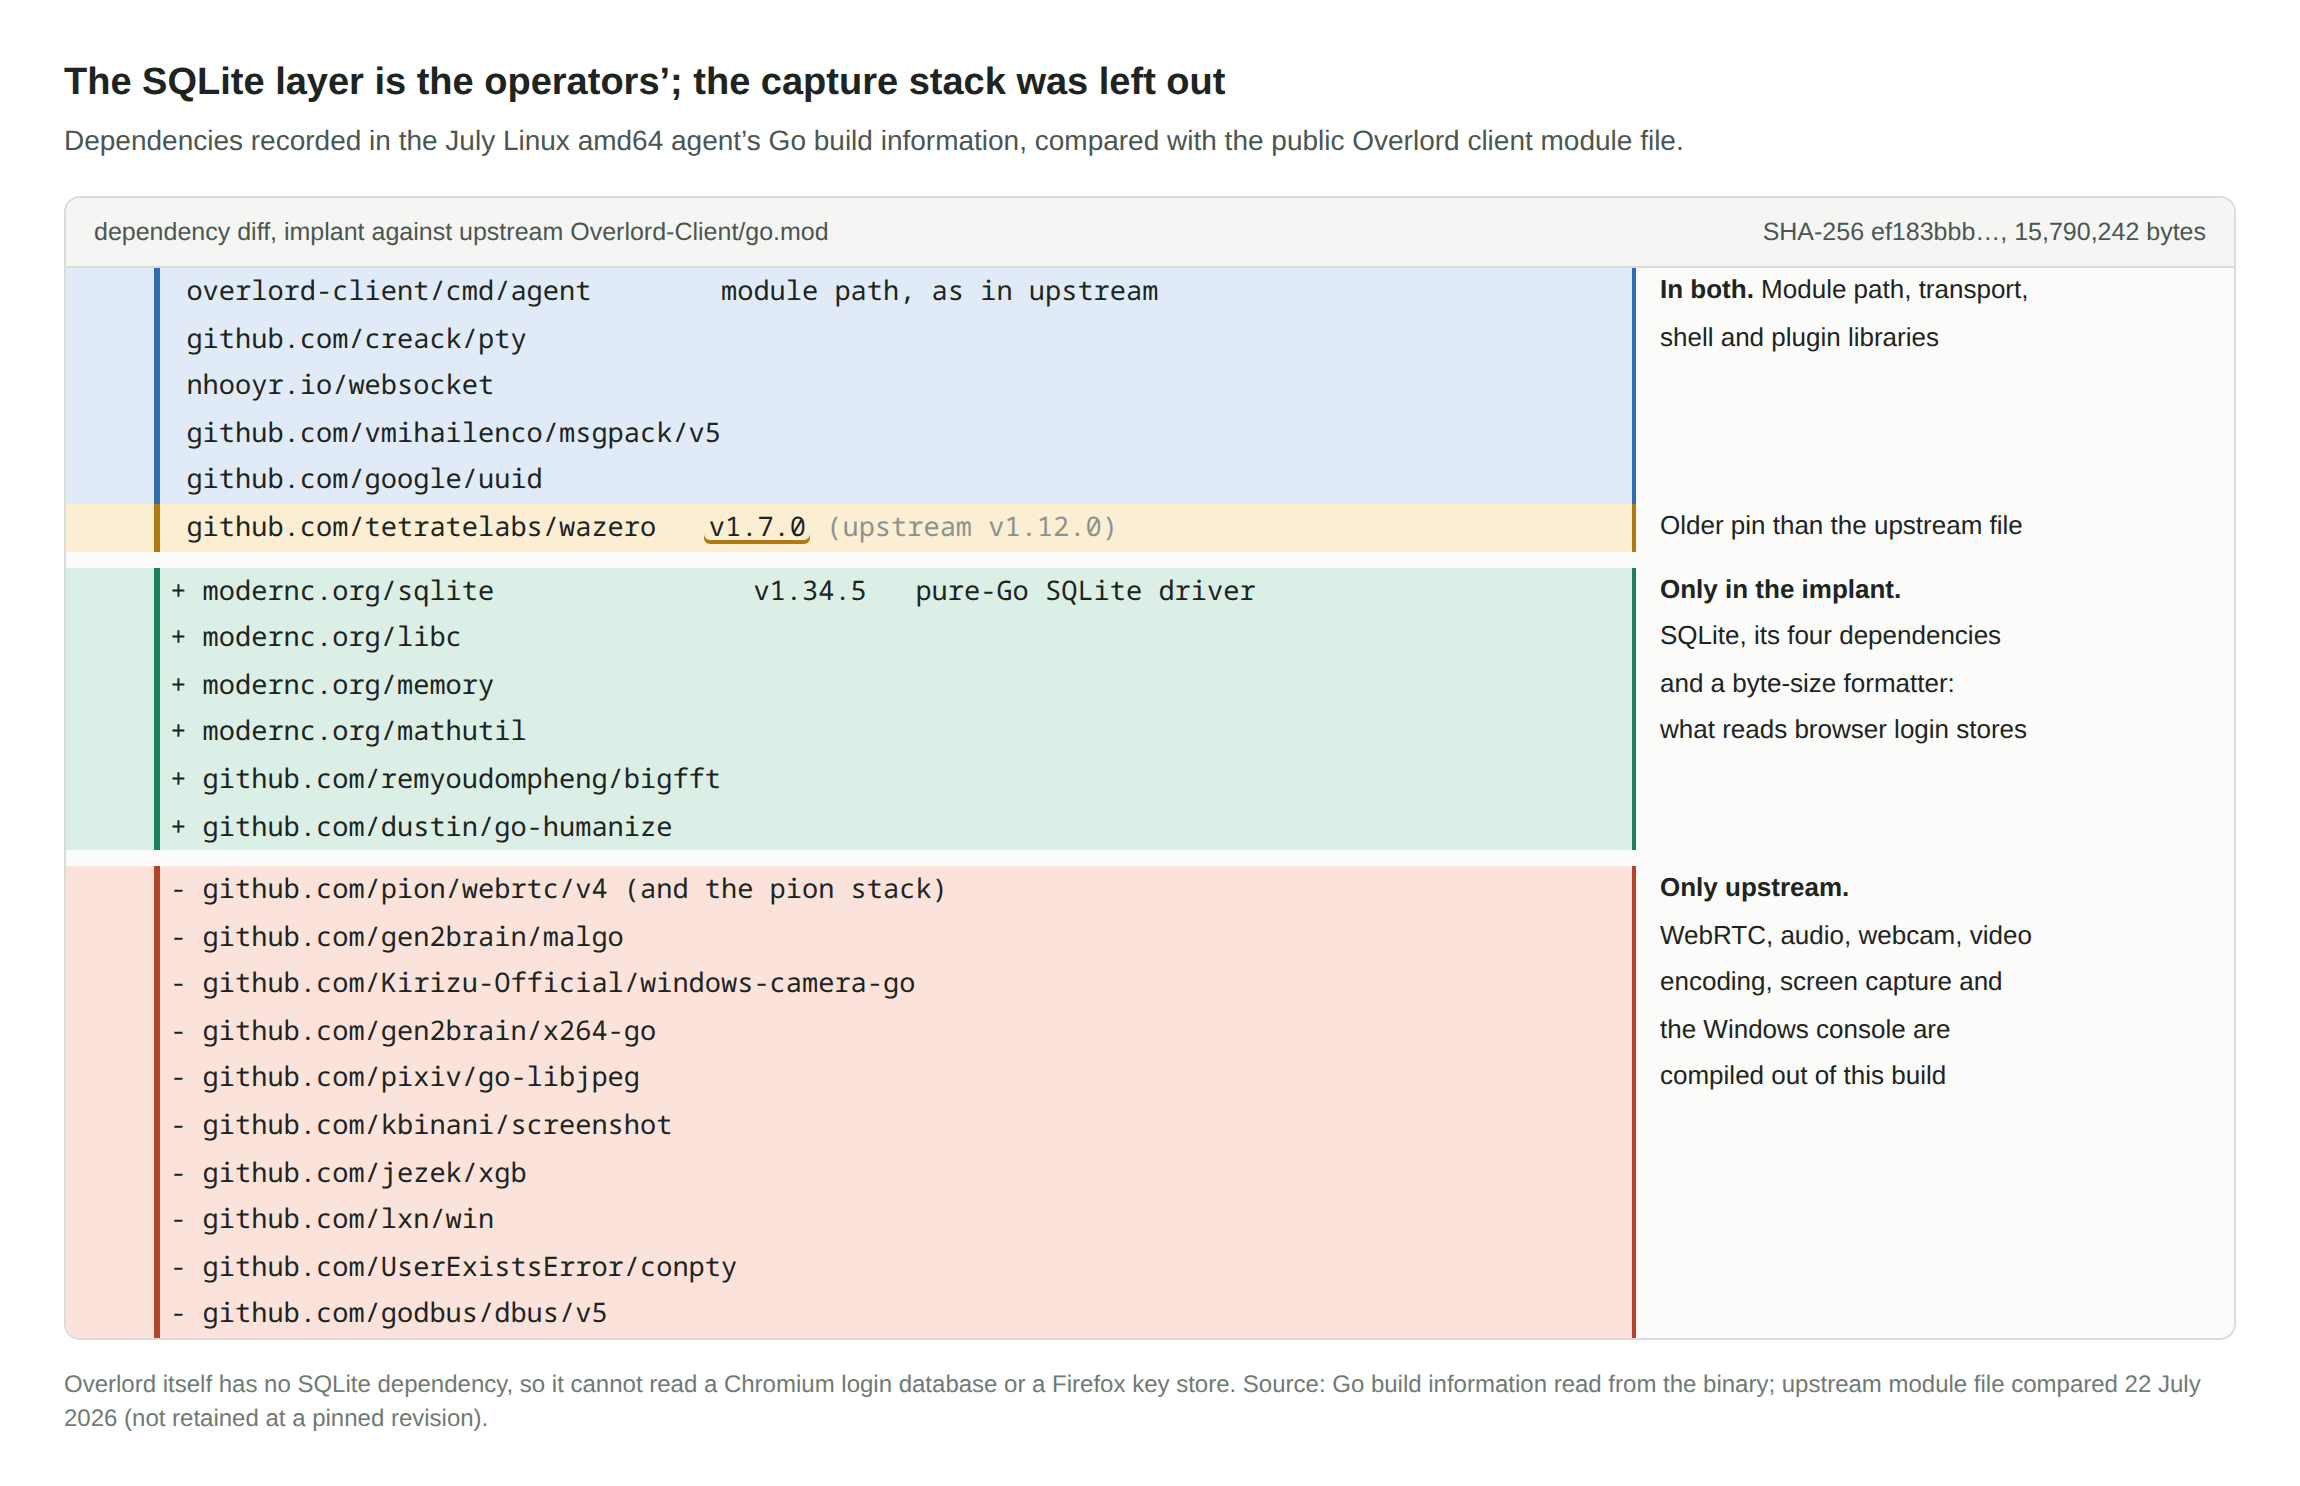 The SQLite layer is the operators’; the capture stack was left out
Dependencies recorded in the July Linux amd64 agent’s Go build information, compared with the public Overlord client module file.
dependency diff, implant against upstream Overlord-Client/go.mod SHA-256 ef183bbb…, 15,790,242 bytes
overlord-client/cmd/agent module path, as in upstream In both. Module path, transport,
github.com/creack/pty shell and plugin libraries
nhooyr.io/websocket
github.com/vmihailenco/msgpack/v5
github.com/google/uuid
github.com/tetratelabs/wazero v1.7.0 (upstream v1.12.0) Older pin than the upstream file
+ modernc.org/sqlite v1.34.5 pure-Go SQLite driver Only in the implant.
+ modernc.org/libc SQLite, its four dependencies
+ modernc.org/memory and a byte-size formatter:
+ modernc.org/mathutil what reads browser login stores
+ github.com/remyoudompheng/bigfft
+ github.com/dustin/go-humanize
- github.com/pion/webrtc/v4 (and the pion stack) Only upstream.
- github.com/gen2brain/malgo WebRTC, audio, webcam, video
- github.com/Kirizu-Official/windows-camera-go encoding, screen capture and
- github.com/gen2brain/x264-go the Windows console are
- github.com/pixiv/go-libjpeg compiled out of this build
- github.com/kbinani/screenshot
- github.com/jezek/xgb
- github.com/lxn/win
- github.com/UserExistsError/conpty
- github.com/godbus/dbus/v5
Overlord itself has no SQLite dependency, so it cannot read a Chromium login database or a Firefox key store. Source: Go build information read from the binary; upstream module file compared 22 July
2026 (not retained at a pinned revision).